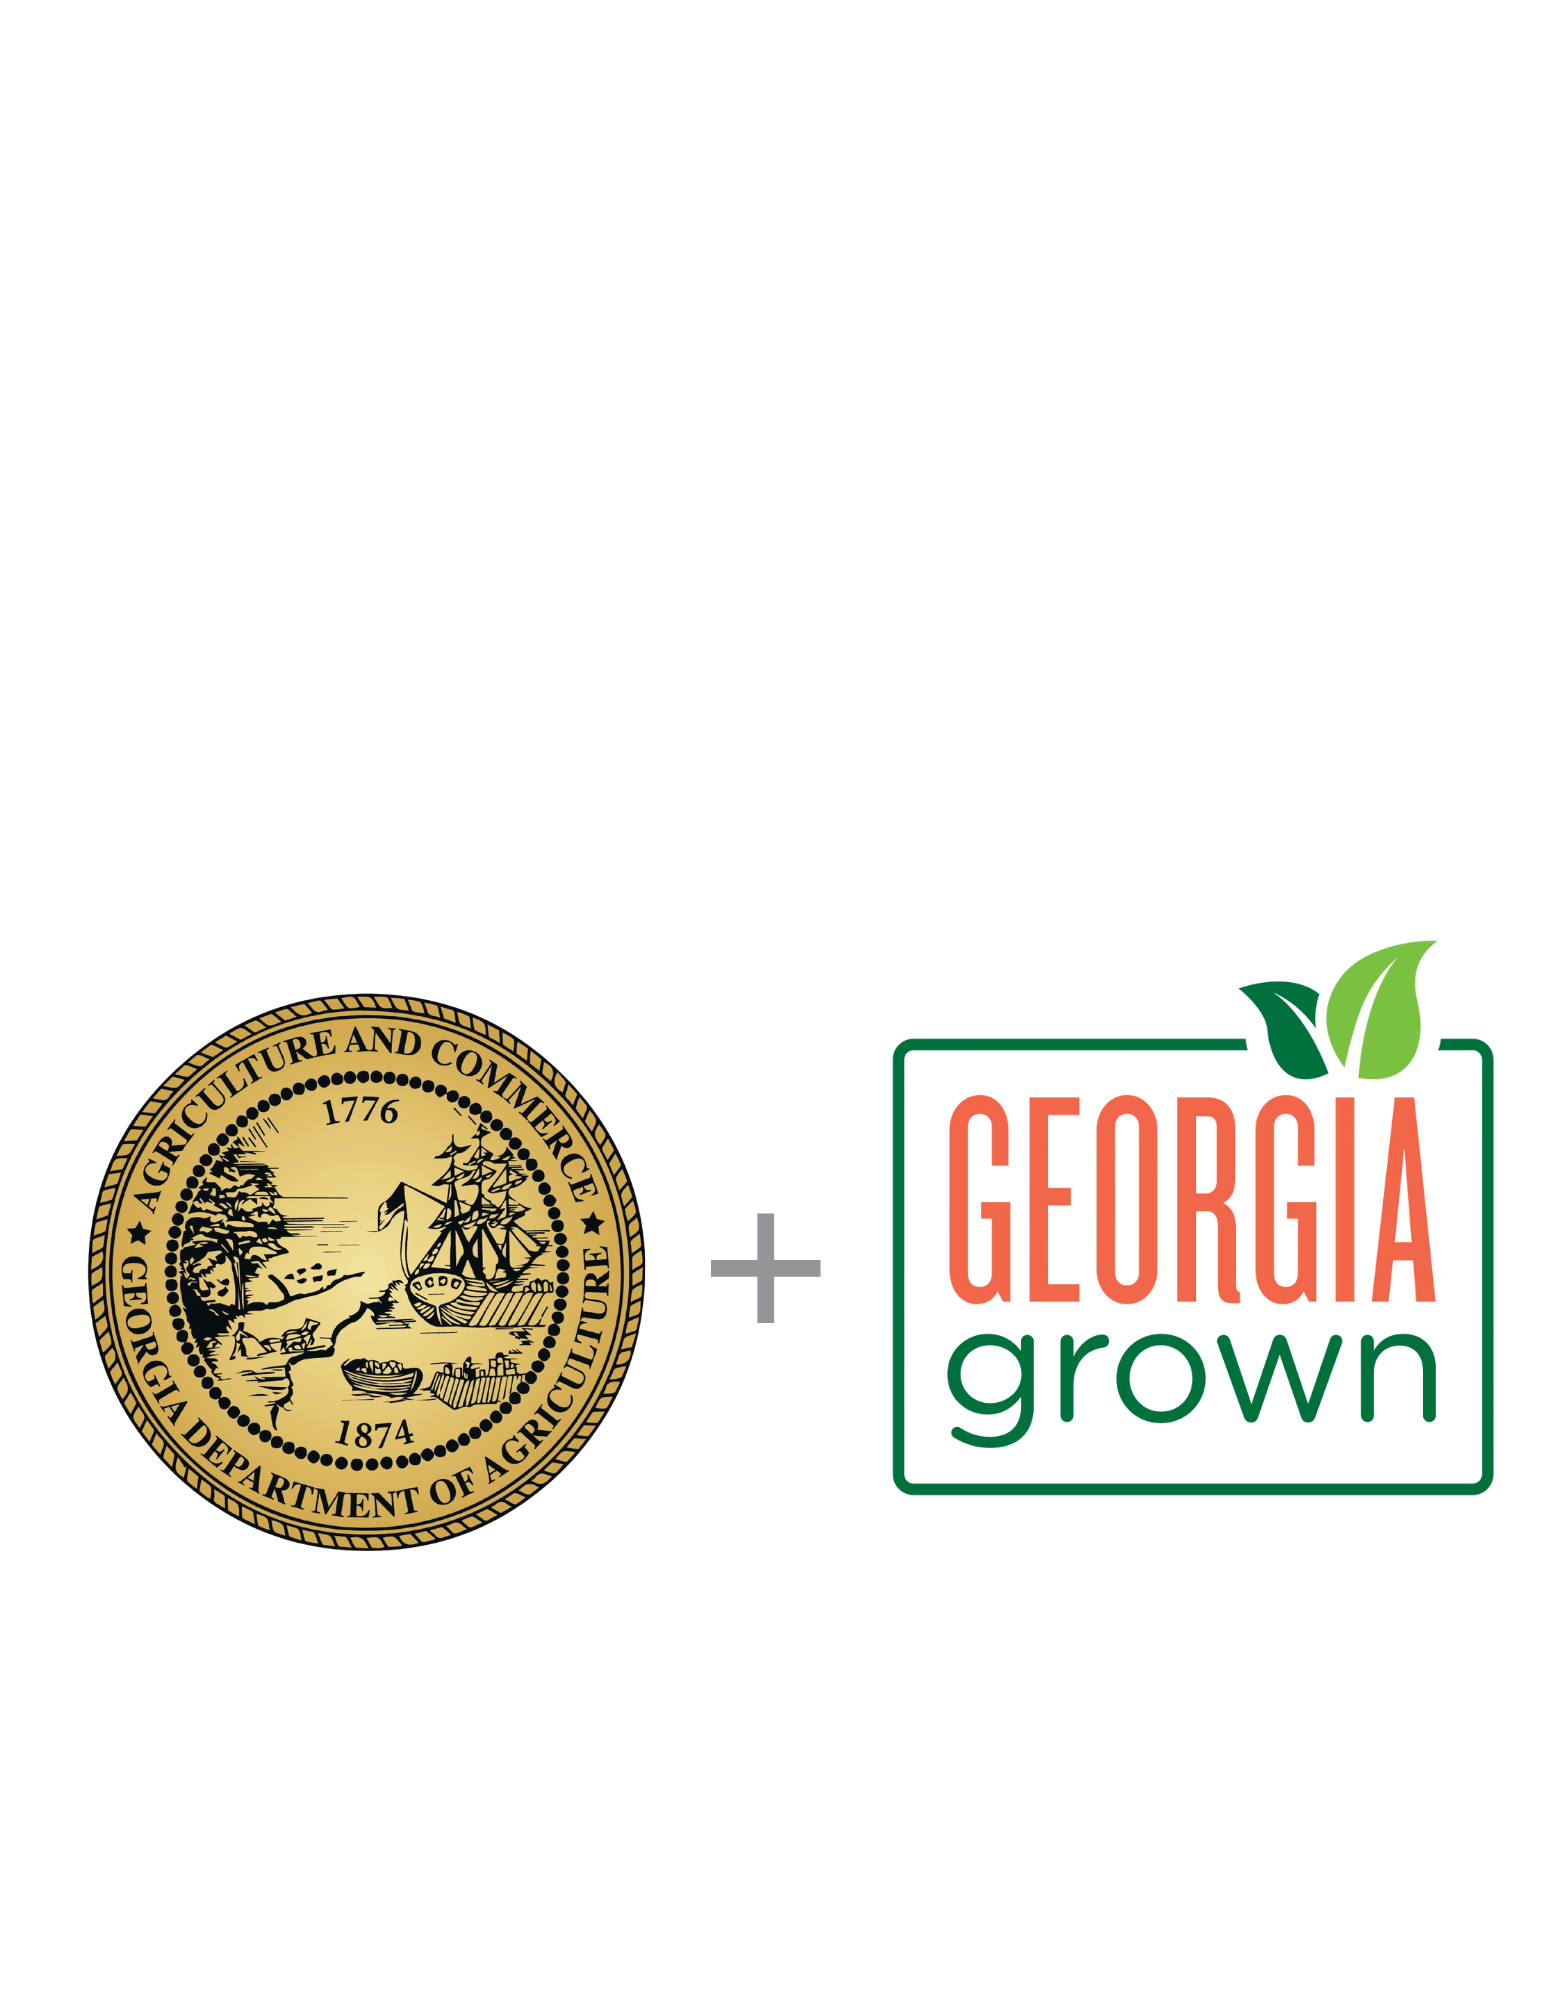 AGRICULTURE AND COMMERCE
1776
1874
GEORGIA DEPARTMENT OF AGRICULTURE
GEORGIA
grown